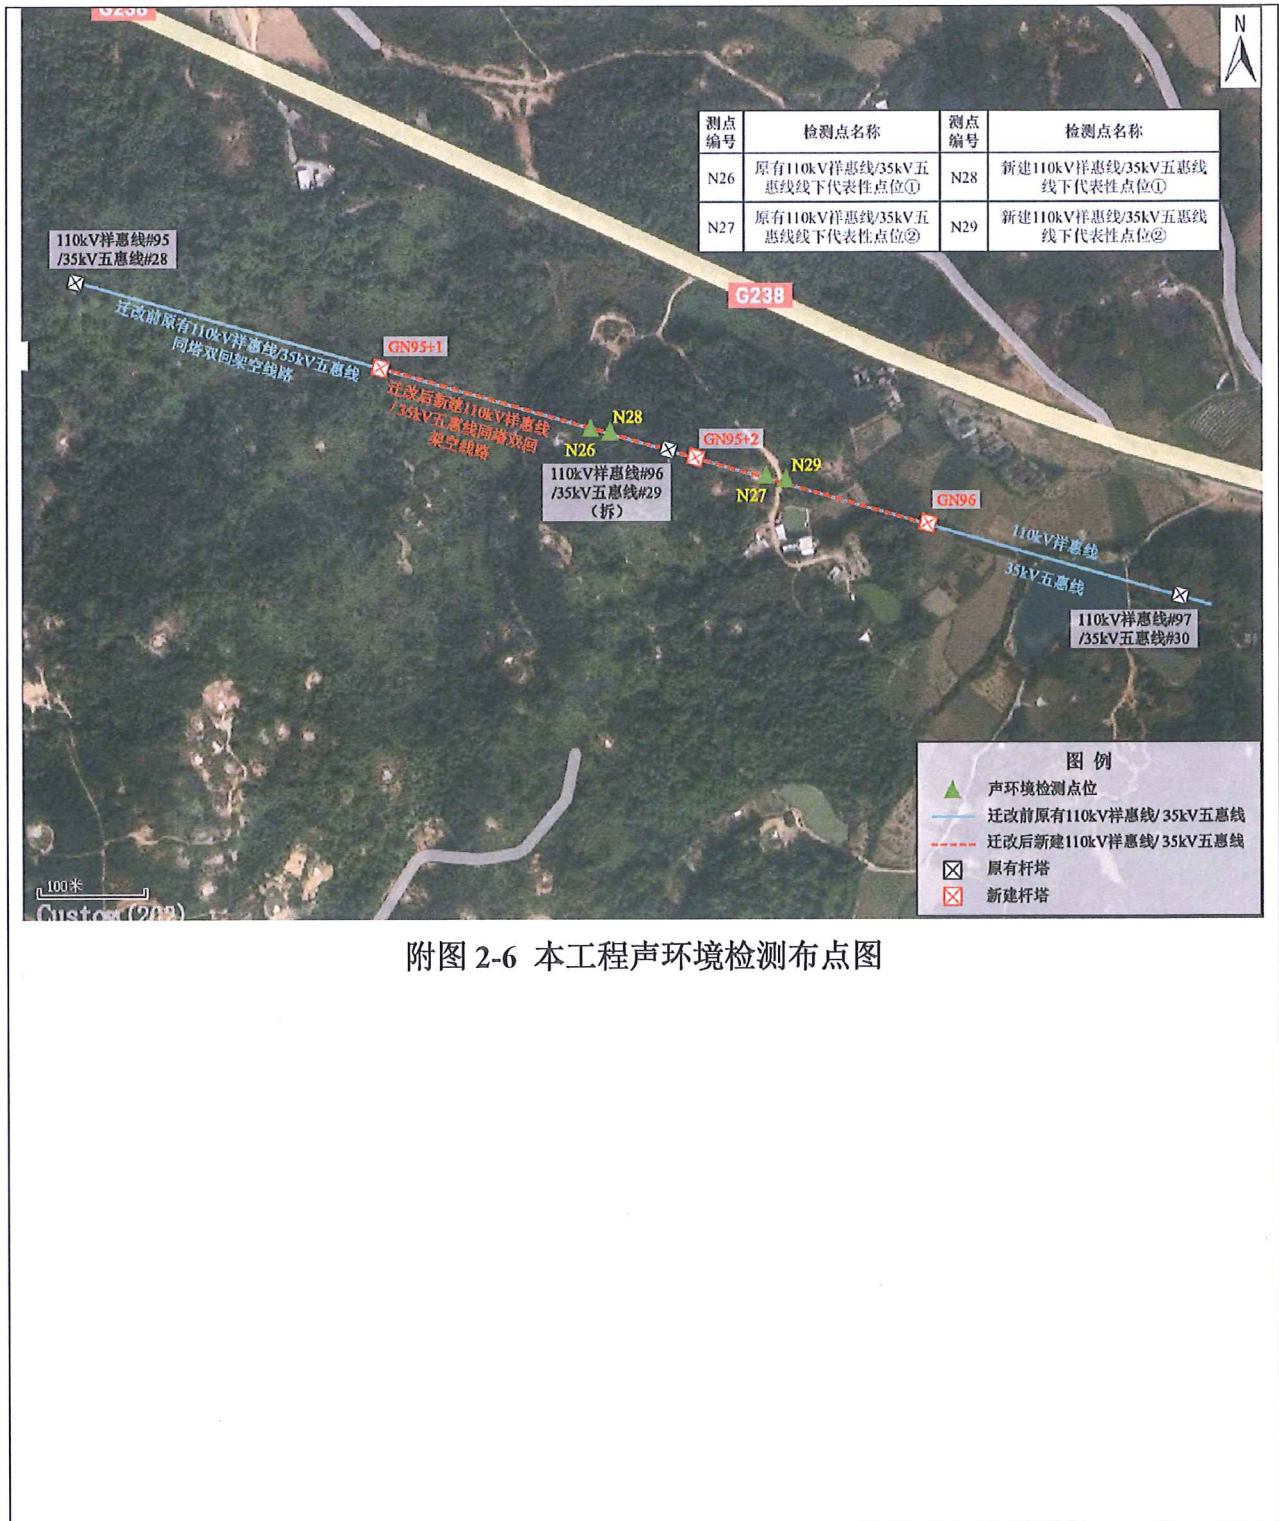 G238
N
测点编号 检测点名称 测点编号 检测点名称
N26 原有110kV祥惠线/35kV五惠线线下代表性点位① N28 新建110kV祥惠线/35kV五惠线线下代表性点位①
N27 原有110kV祥惠线/35kV五惠线线下代表性点位② N29 新建110kV祥惠线/35kV五惠线线下代表性点位②
110kV祥惠线#95
/35kV五惠线#28
G238
迁改前原有110kV祥惠线/35kV五惠线
同塔双回架空线路
GN95+1
迁改后新建110kV祥惠线
/35kV五惠线同塔双回
架空线路
N28
N26
GN95+2
110kV祥惠线#96
/35kV五惠线#29
（拆）
N29
N27
GN96
110kV祥惠线
35kV五惠线
110kV祥惠线#97
/35kV五惠线#30
图 例
声环境检测点位
迁改前原有110kV祥惠线/ 35kV五惠线
迁改后新建110kV祥惠线/ 35kV五惠线
原有杆塔
新建杆塔
100米
附图 2-6 本工程声环境检测布点图